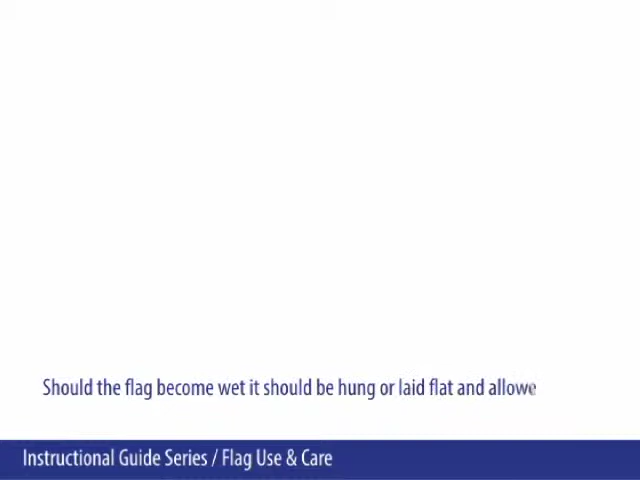 Should the flag become wet it should be hung or laid flat and allowe
Instructional Guide Series / Flag Use & Care